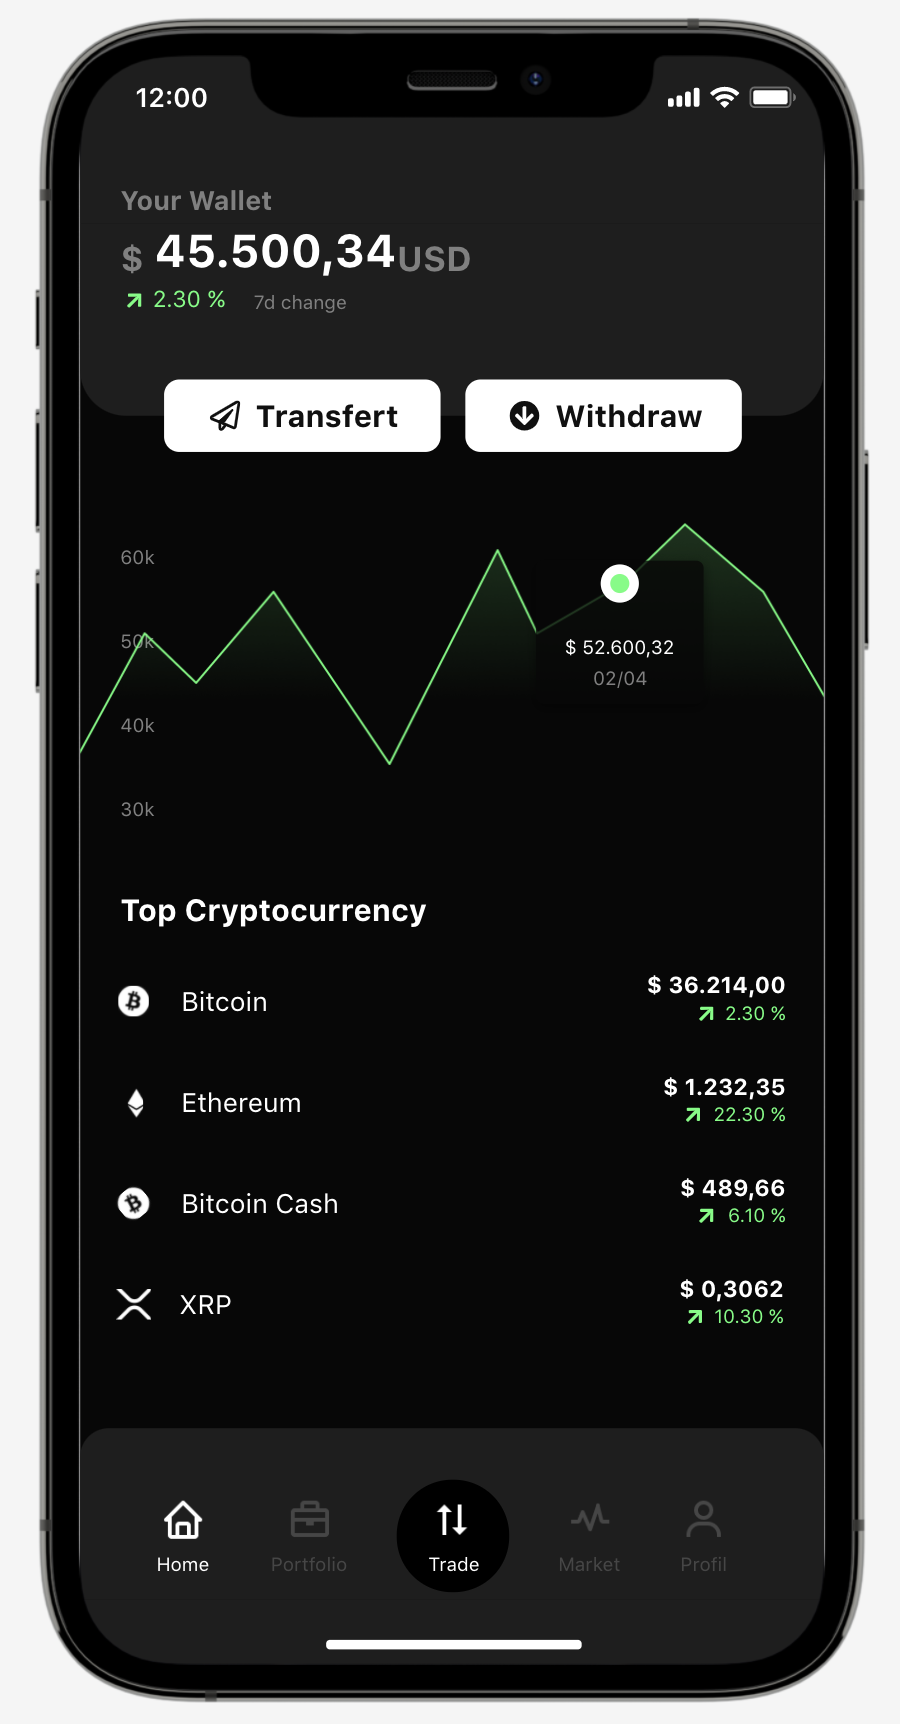 12:00
Your Wallet
$ 45.500,34 USD
2.30 % 7d change
Transfert Withdraw
60k
50k
$ 52.600,32
02/04
40k
30k
Top Cryptocurrency
Bitcoin $ 36.214,00
2.30 %
Ethereum $ 1.232,35
22.30 %
Bitcoin Cash $ 489,66
6.10 %
XRP $ 0,3062
10.30 %
Home Portfolio Trade Market Profil